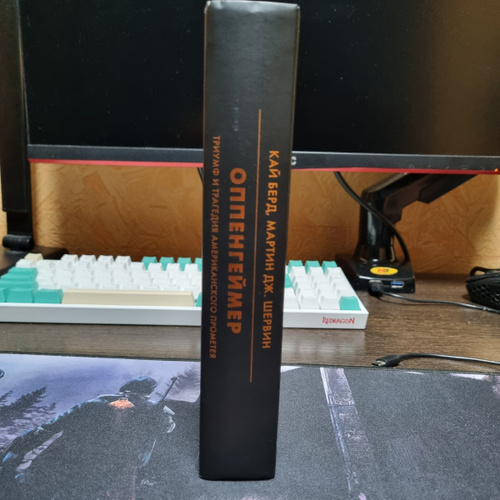 КАЙ БЕРД, МАРТИН ДЖ. ШЕРВИН
ОППЕНГЕЙМЕР
ТРИУМФ И ТРАГЕДИЯ АМЕРИКАНСКОГО ПРОМЕТЕЯ
REDRAGON